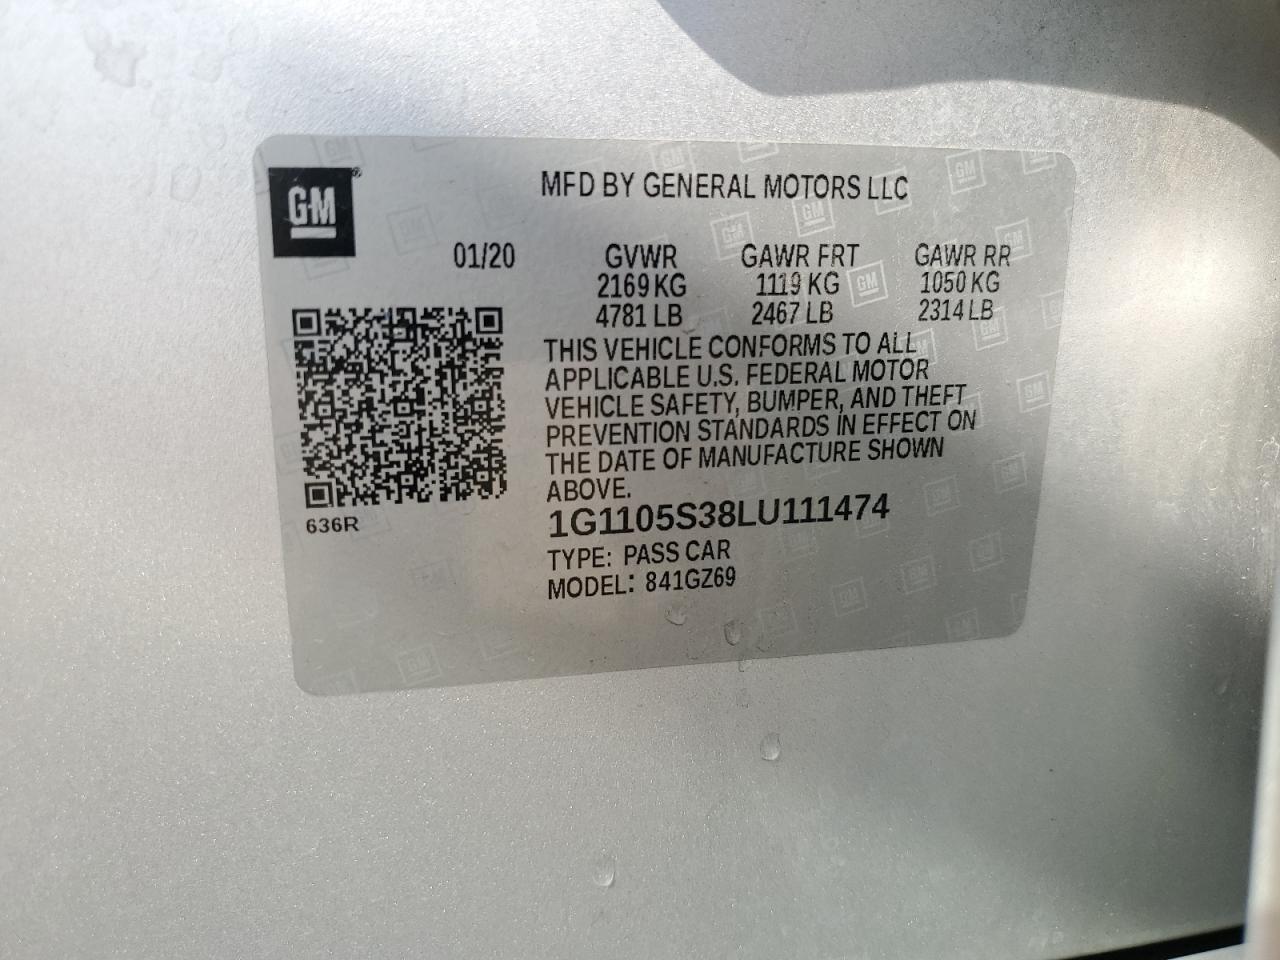 GM®
MFD BY GENERAL MOTORS LLC
01/20 GVWR GAWR FRT GAWR RR
2169 KG 1119 KG 1050 KG
4781 LB 2467 LB 2314 LB
THIS VEHICLE CONFORMS TO ALL
APPLICABLE U.S. FEDERAL MOTOR
VEHICLE SAFETY, BUMPER, AND THEFT
PREVENTION STANDARDS IN EFFECT ON
THE DATE OF MANUFACTURE SHOWN
ABOVE.
636R
1G1105S38LU111474
TYPE: PASS CAR
MODEL: 841GZ69